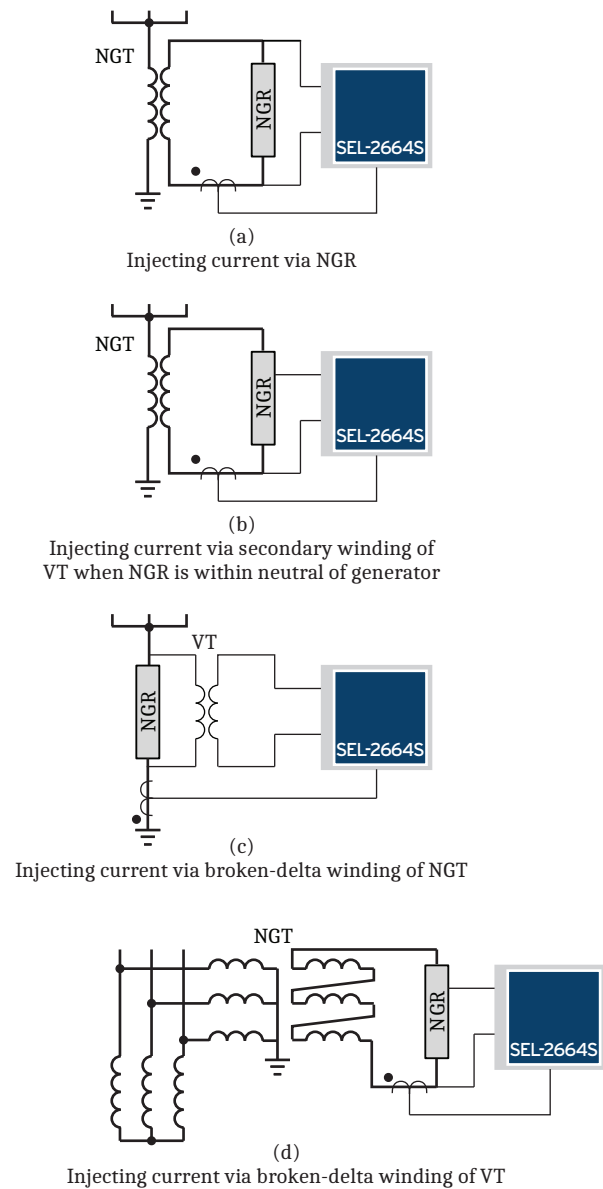 NGT
NGR
SEL-2664S
(a)
Injecting current via NGR
NGT
NGR
SEL-2664S
(b)
Injecting current via secondary winding of
VT when NGR is within neutral of generator
VT
NGR
SEL-2664S
(c)
Injecting current via broken-delta winding of NGT
NGT
NGR
SEL-2664S
(d)
Injecting current via broken-delta winding of VT